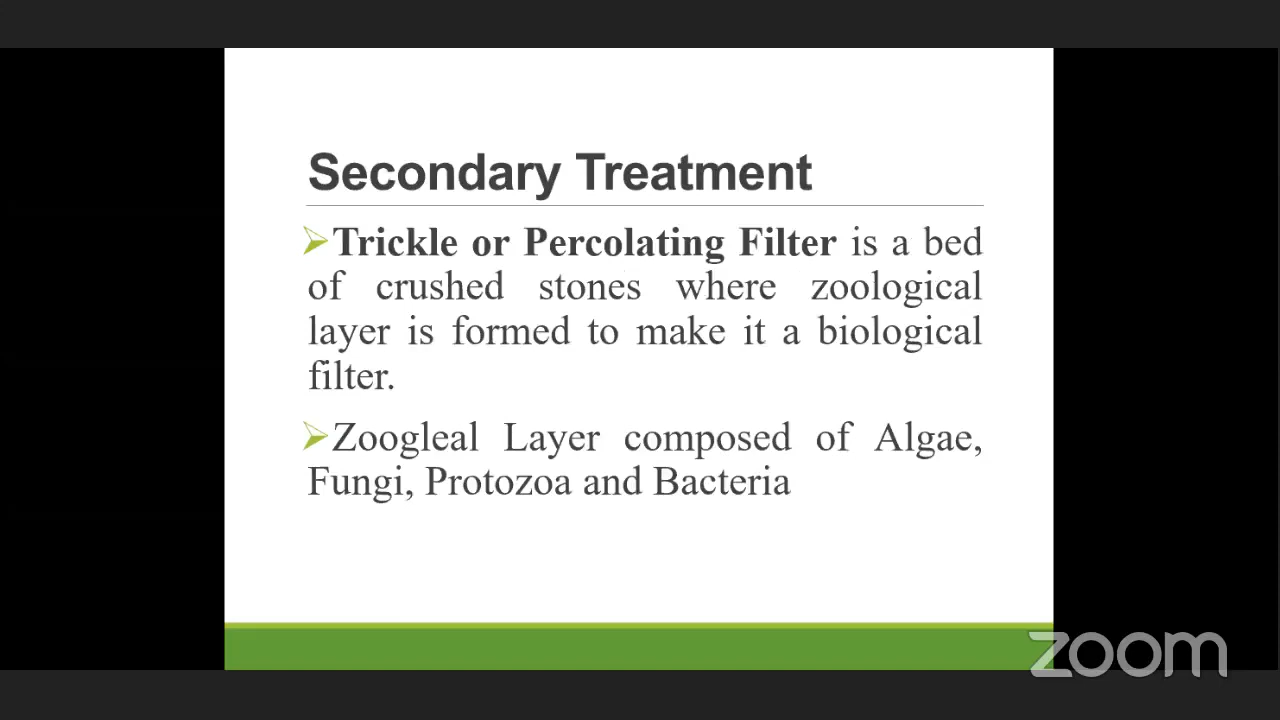 Secondary Treatment
➢Trickle or Percolating Filter is a bed
of crushed stones where zoological
layer is formed to make it a biological
filter.
➢Zoogleal Layer composed of Algae,
Fungi, Protozoa and Bacteria
zoom